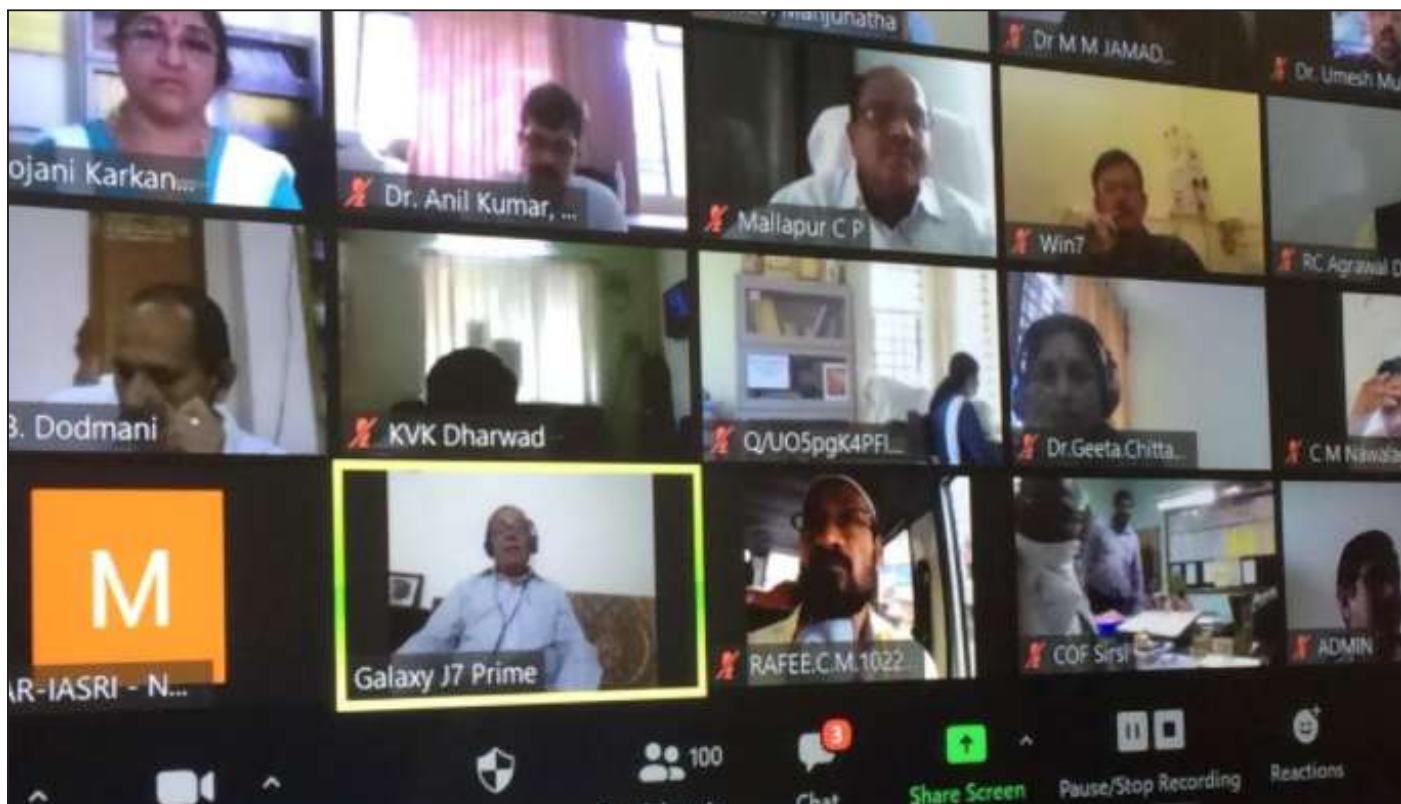 Manjunatha
Dr M M JAMAD...
Dr. Umesh Mu
ojani Karkan...
Dr. Anil Kumar, ...
Mallapur C P
Win7
RC Agrawal D
B. Dodmani
KVK Dharwad
Q/UO5pgK4PFl...
Dr.Geeta.Chitta...
C M Nawala
M
AR-IASRI - N...
Galaxy J7 Prime
RAFEE.C.M.1022
COF Sirsi
ADMIN
100
3
Chat
Share Screen
Pause/Stop Recording
Reactions